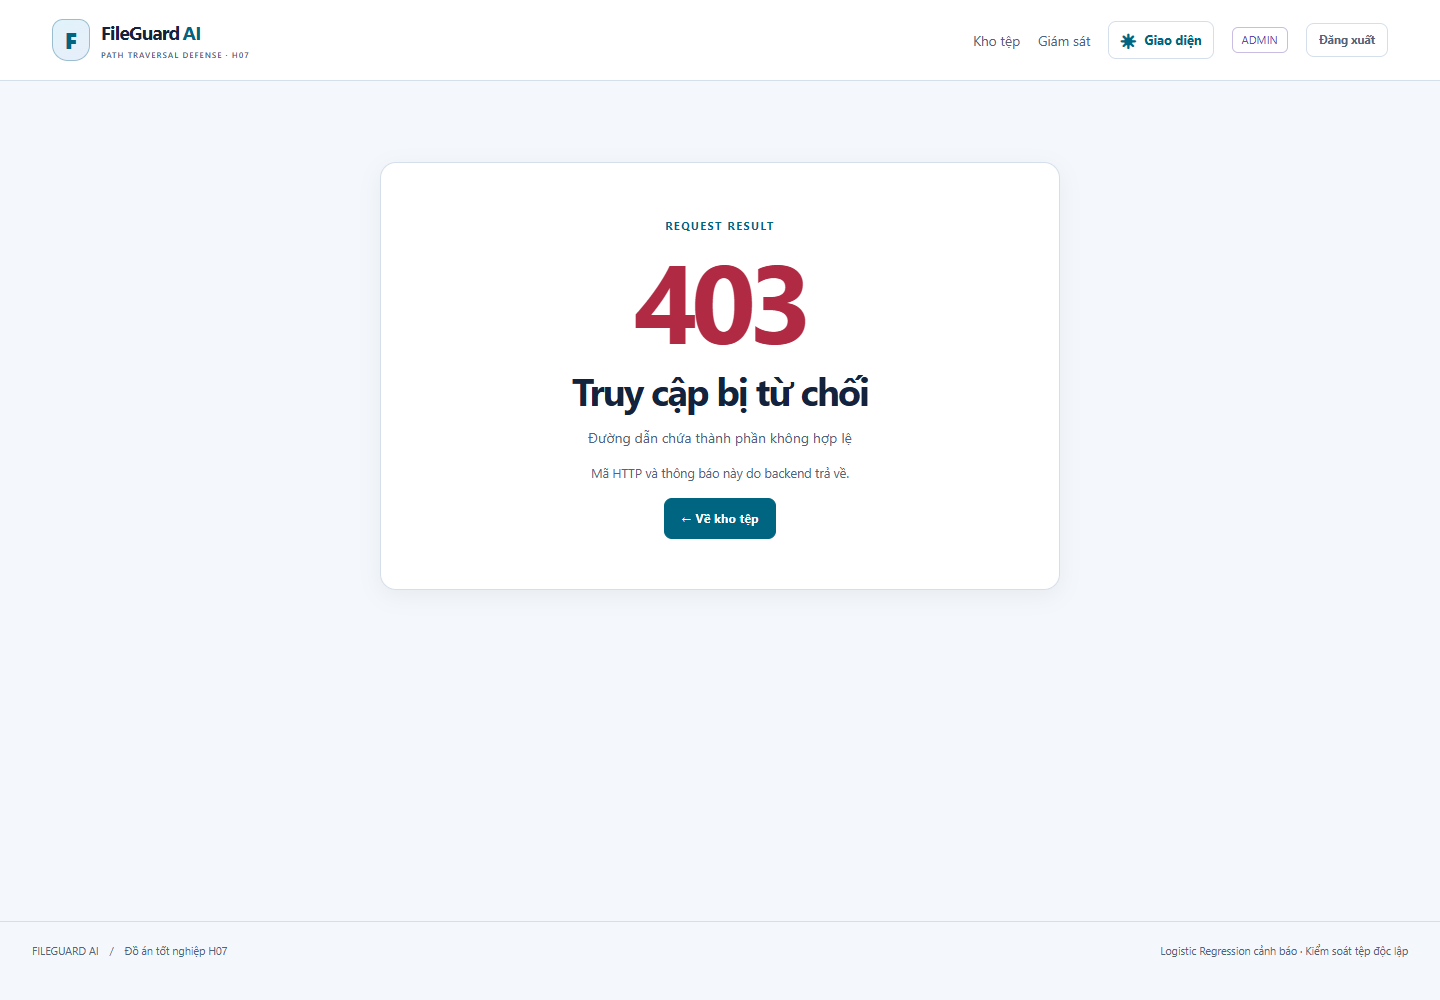 F
FileGuard AI
PATH TRAVERSAL DEFENSE · H07
Kho tệp
Giám sát
Giao diện
ADMIN
Đăng xuất
REQUEST RESULT
403
Truy cập bị từ chối
Đường dẫn chứa thành phần không hợp lệ
Mã HTTP và thông báo này do backend trả về.
← Về kho tệp
FILEGUARD AI / Đồ án tốt nghiệp H07
Logistic Regression cảnh báo · Kiểm soát tệp độc lập